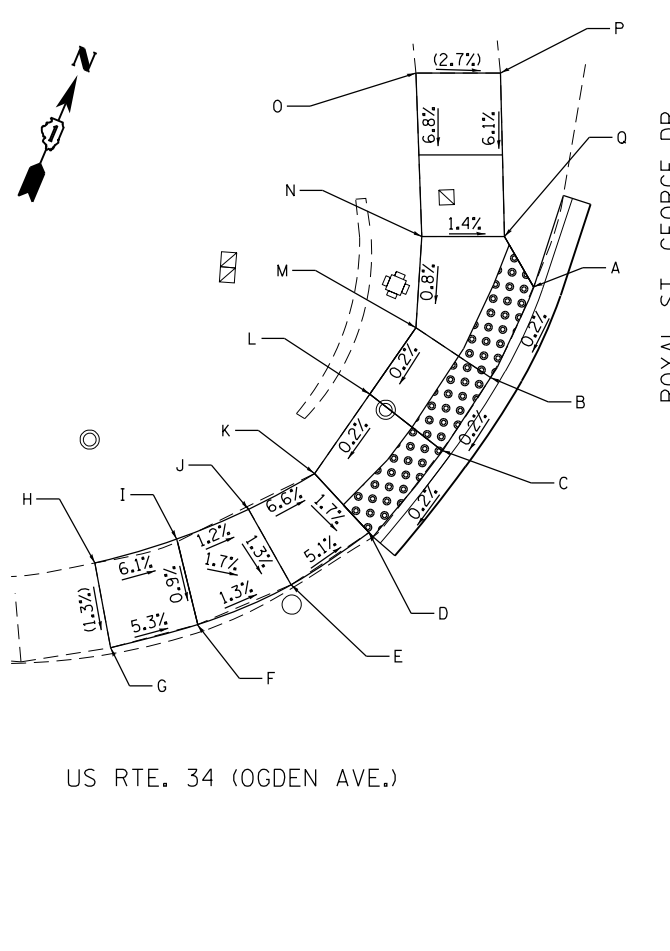 N
1
P
(2.7%)
O
6.8%
6.1%
Q
N
1.4%
M
0.8%
A
0.2%
L
0.2%
B
0.2%
0.2%
K
C
J
0.2%
H
I
6.6%
1.7%
1.2%
6.1%
1.7%
1.3%
5.1%
0.9%
1.3%
(1.3%)
5.3%
D
E
F
G
ROYAL ST. GEORGE DR
US RTE. 34 (OGDEN AVE.)